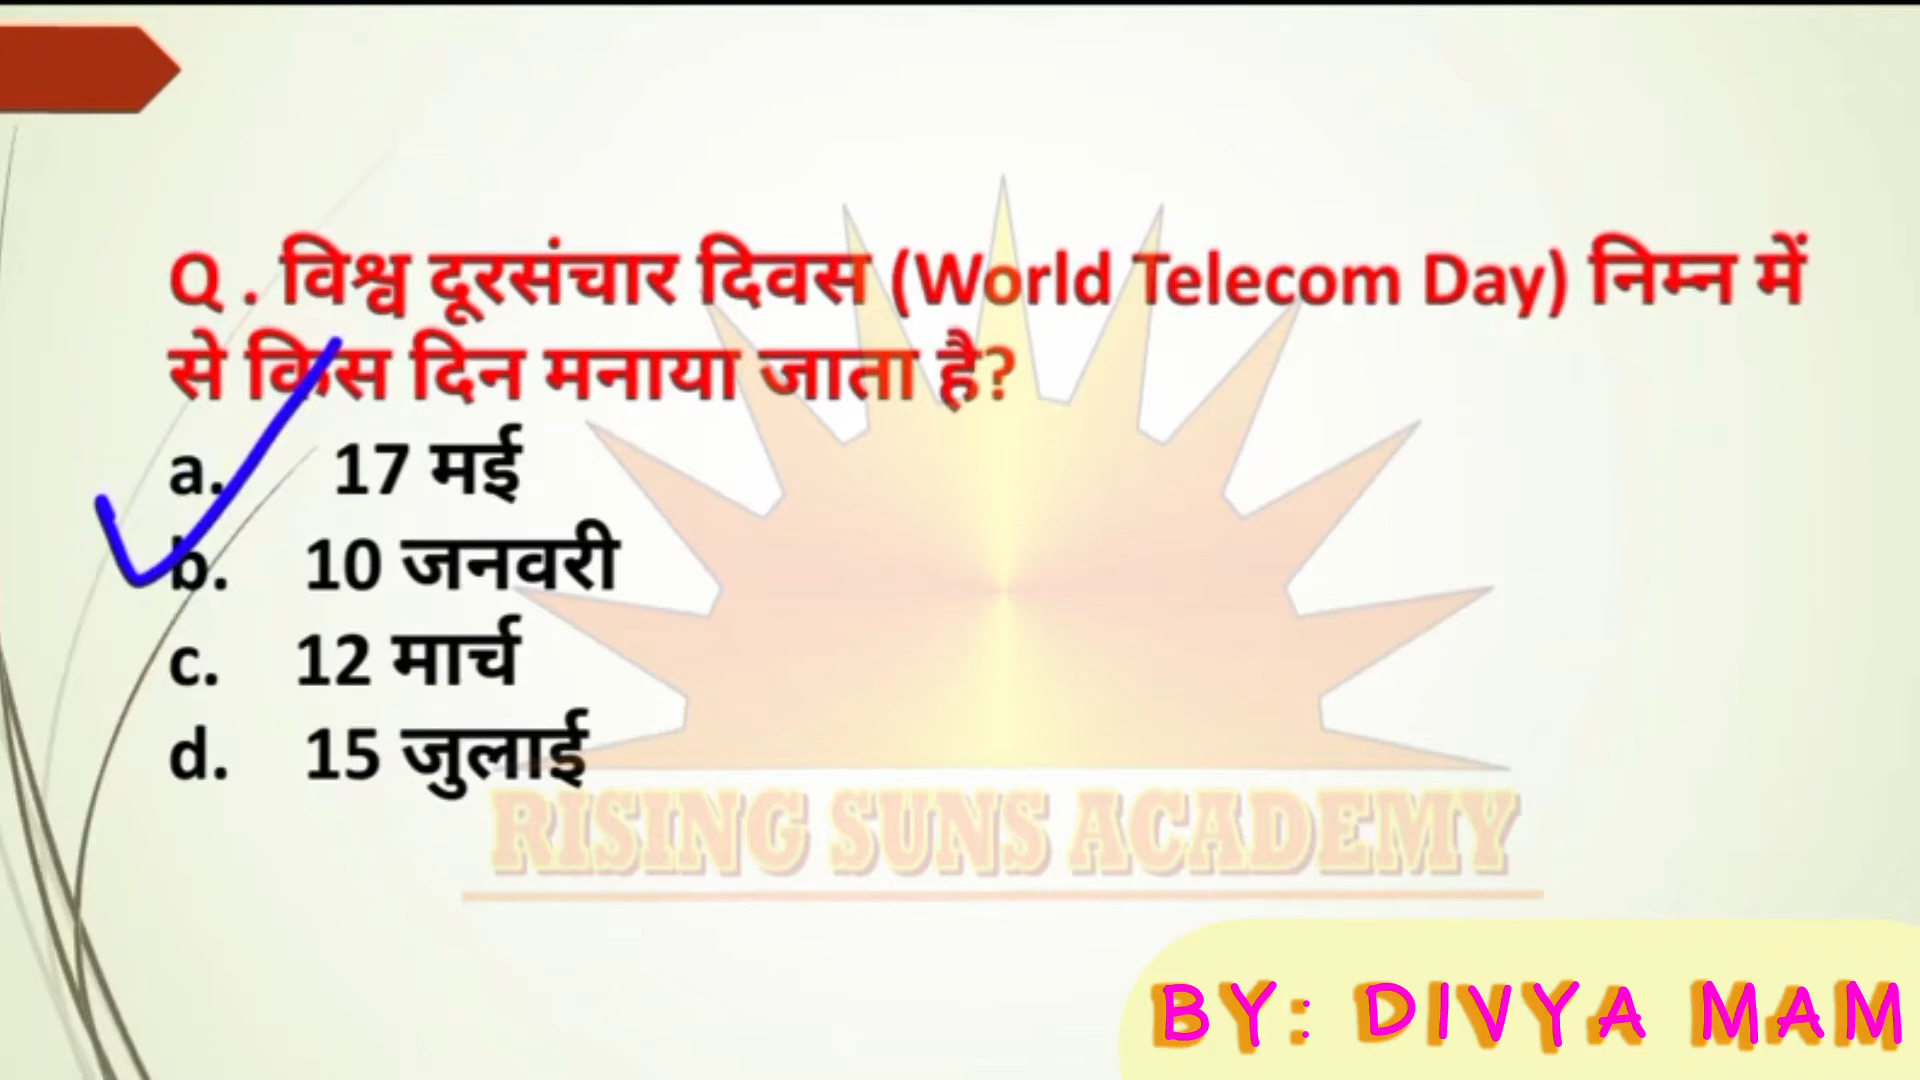 Q . विश्व दूरसंचार दिवस (World Telecom Day) निम्न में
से किस दिन मनाया जाता है?
a. 17 मई
b. 10 जनवरी
c. 12 मार्च
d. 15 जुलाई
RISING SUNS ACADEMY
BY: DIVYA MAM